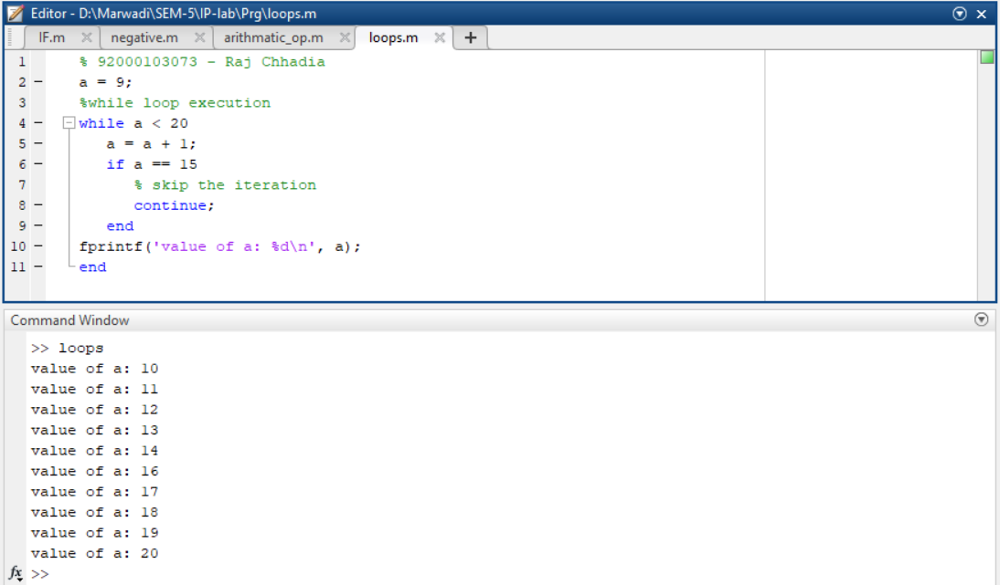 Editor - D:\Marwadi\SEM-5\IP-lab\Prg\loops.m
IF.m negative.m arithmatic_op.m loops.m +
1 % 92000103073 - Raj Chhadia
2 - a = 9;
3 %while loop execution
4 - while a < 20
5 - a = a + 1;
6 - if a == 15
7 % skip the iteration
8 - continue;
9 - end
10 - fprintf('value of a: %d\n', a);
11 - end
Command Window
>> loops
value of a: 10
value of a: 11
value of a: 12
value of a: 13
value of a: 14
value of a: 16
value of a: 17
value of a: 18
value of a: 19
value of a: 20
fx >>